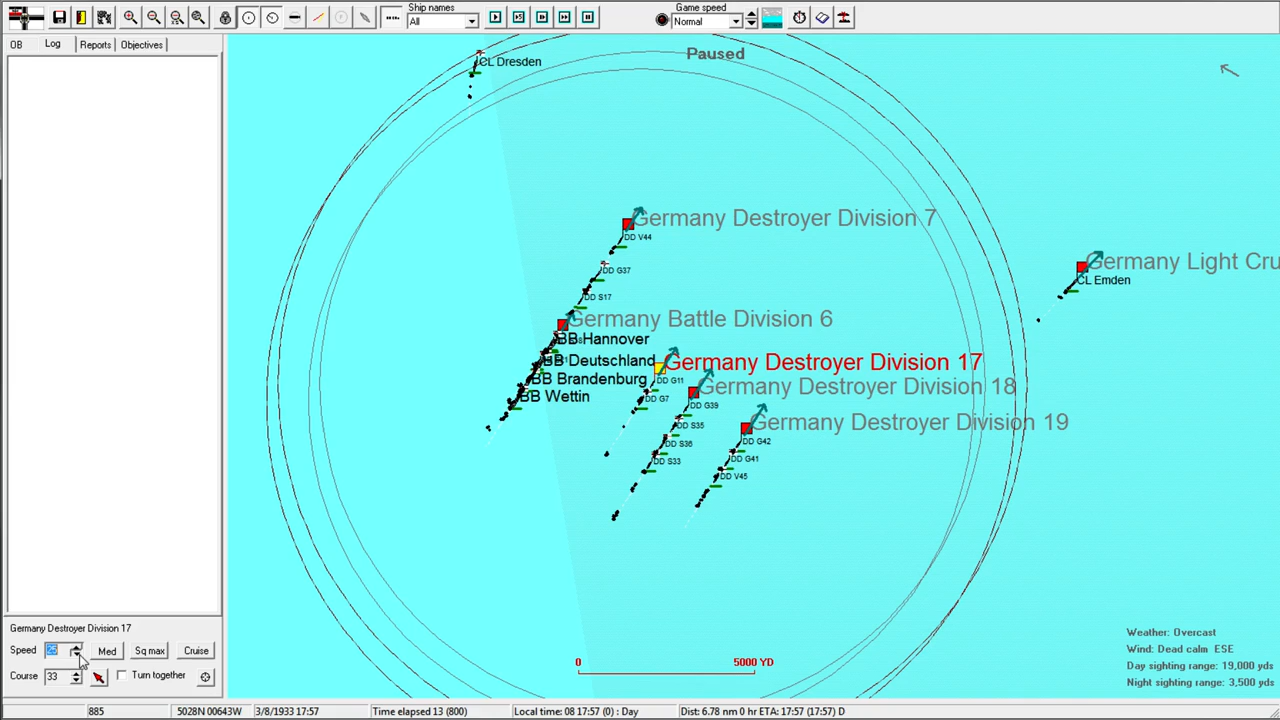 Ship names
All
Game speed
Normal
OB
Log
Reports
Objectives
Paused
CL Dresden
Germany Destroyer Division 7
DD V44
DD G37
DD S17
Germany Light Cru
CL Emden
Germany Battle Division 6
BB Hannover
BB Deutschland
BB Brandenburg
BB Wettin
Germany Destroyer Division 17
DD G11
DD G7
Germany Destroyer Division 18
DD G39
DD S35
DD S36
DD S33
Germany Destroyer Division 19
DD G42
DD G41
DD V45
0
5000 YD
Weather: Overcast
Wind: Dead calm ESE
Day sighting range: 19,000 yds
Night sighting range: 3,500 yds
Germany Destroyer Division 17
Speed 25 Med Sq max Cruise
Course 33 Turn together
885 5028N 00643W 3/8/1933 17:57 Time elapsed 13 (800) Local time: 08 17:57 (0) : Day Dist: 6.78 nm 0 hr ETA: 17:57 (17:57) D